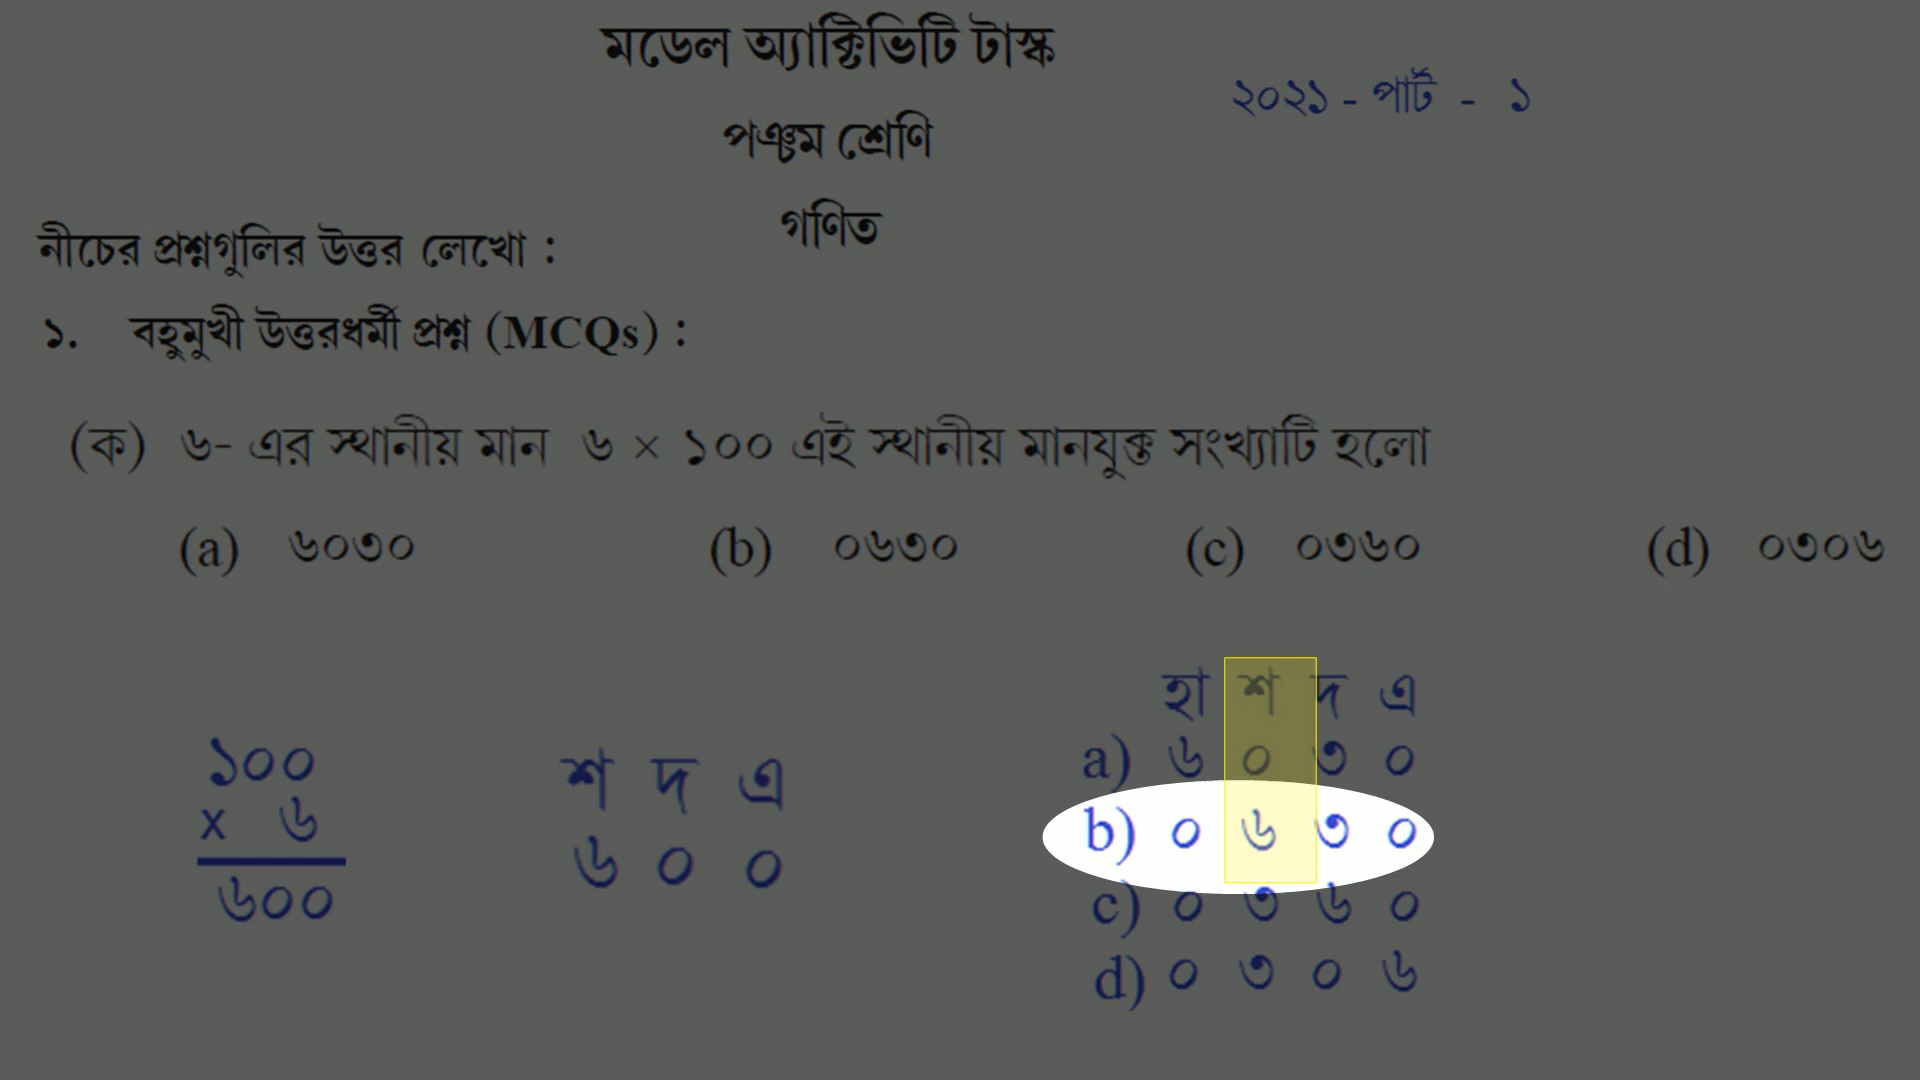 মডেল অ্যাক্টিভিটি টাস্ক
২০২১ - পার্ট - ১
পঞ্চম শ্রেণি
গণিত
নীচের প্রশ্নগুলির উত্তর লেখো :
১. বহুমুখী উত্তরধর্মী প্রশ্ন (MCQs) :
(ক) ৬- এর স্থানীয় মান ৬ × ১০০ এই স্থানীয় মানযুক্ত সংখ্যাটি হলো
(a) ৬০৩০ (b) ০৬৩০ (c) ০৩৬০ (d) ০৩০৬
১০০
x ৬
৬০০
শ দ এ
৬ ০ ০
হা শ দ এ
a) ৬ ০ ৩ ০
b) ০ ৬ ৩ ০
c) ০ ৩ ৬ ০
d) ০ ৩ ০ ৬